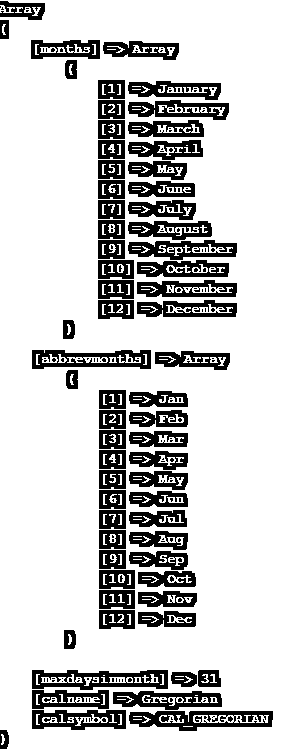 Array
(
[months] => Array
(
[1] => January
[2] => February
[3] => March
[4] => April
[5] => May
[6] => June
[7] => July
[8] => August
[9] => September
[10] => October
[11] => November
[12] => December
)
[abbrevmonths] => Array
(
[1] => Jan
[2] => Feb
[3] => Mar
[4] => Apr
[5] => May
[6] => Jun
[7] => Jul
[8] => Aug
[9] => Sep
[10] => Oct
[11] => Nov
[12] => Dec
)
[maxdaysinmonth] => 31
[calname] => Gregorian
[calsymbol] => CAL_GREGORIAN
)